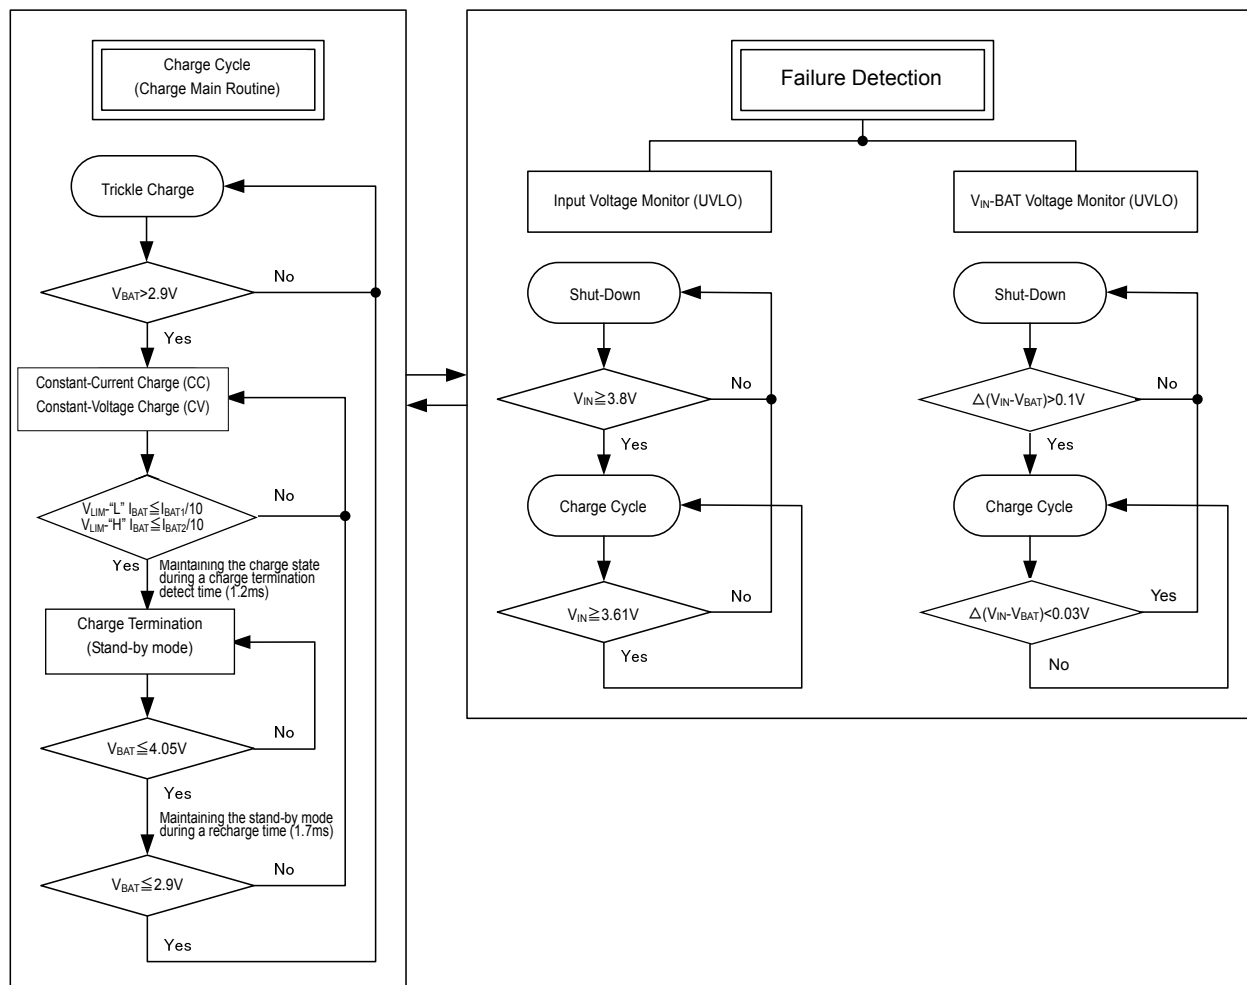 Charge Cycle
(Charge Main Routine)
Trickle Charge
VBAT>2.9V
No
Yes
Constant-Current Charge (CC)
Constant-Voltage Charge (CV)
VLIM-“L” IBAT≦IBAT1/10
VLIM-“H” IBAT≦IBAT2/10
No
Yes
Maintaining the charge state
during a charge termination
detect time (1.2ms)
Charge Termination
(Stand-by mode)
VBAT≦4.05V
No
Yes
Maintaining the stand-by mode
during a recharge time (1.7ms)
VBAT≦2.9V
No
Yes
Failure Detection
Input Voltage Monitor (UVLO)
Shut-Down
VIN≧3.8V
No
Yes
Charge Cycle
VIN≧3.61V
No
Yes
VIN-BAT Voltage Monitor (UVLO)
Shut-Down
△(VIN-VBAT)>0.1V
No
Yes
Charge Cycle
△(VIN-VBAT)<0.03V
Yes
No